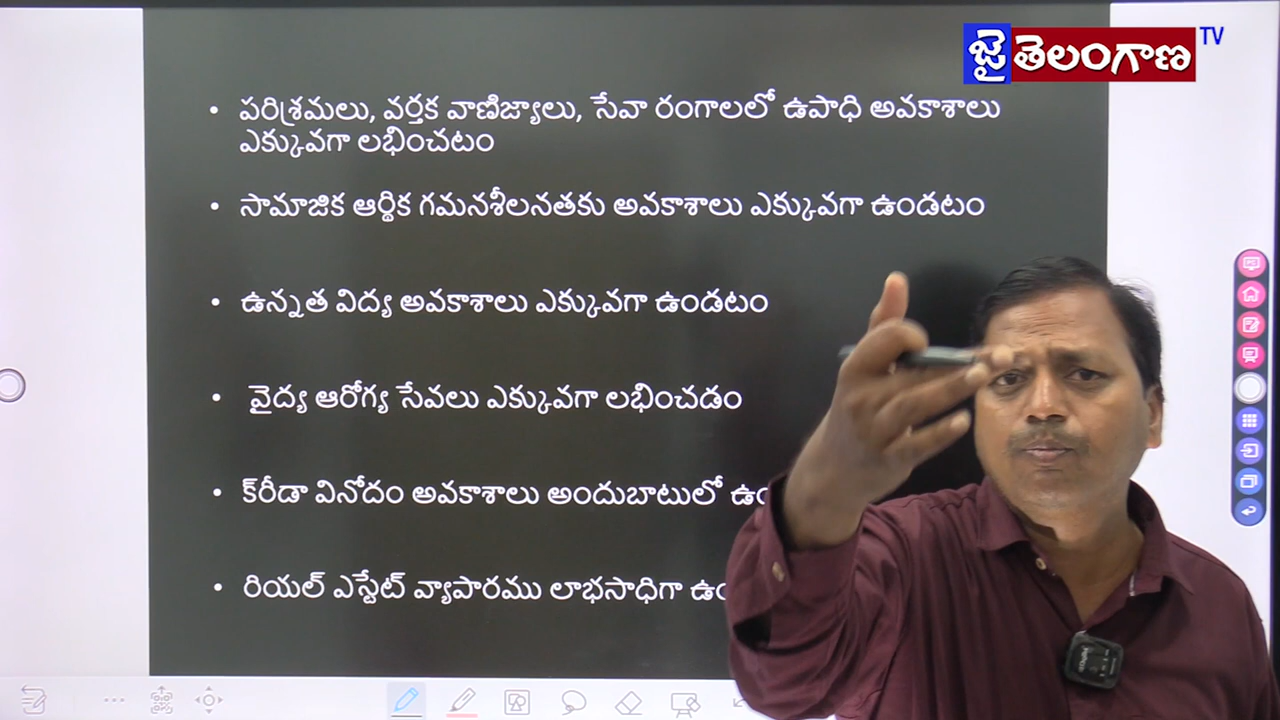 జై తెలంగాణ TV
• పరిశ్రమలు, వర్తక వాణిజ్యాలు, సేవా రంగాలలో ఉపాధి అవకాశాలు
ఎక్కువగా లభించటం
• సామాజిక ఆర్థిక గమనశీలనతకు అవకాశాలు ఎక్కువగా ఉండటం
• ఉన్నత విద్య అవకాశాలు ఎక్కువగా ఉండటం
• వైద్య ఆరోగ్య సేవలు ఎక్కువగా లభించడం
• క్‌రీడా వినోదం అవకాశాలు అందుబాటులో
• రియల్ ఎస్టేట్ వ్యాపారము లాభసాధిగా